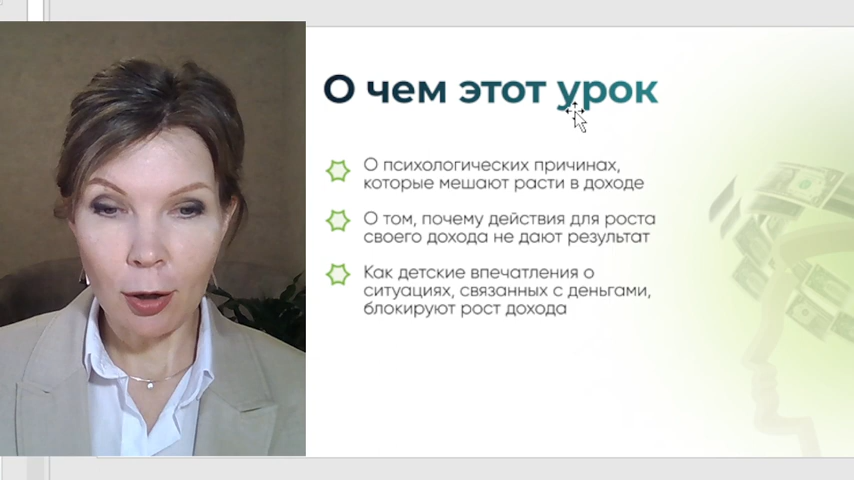 О чем этот урок
О психологических причинах,
которые мешают расти в доходе
О том, почему действия для роста
своего дохода не дают результат
Как детские впечатления о
ситуациях, связанных с деньгами,
блокируют рост дохода